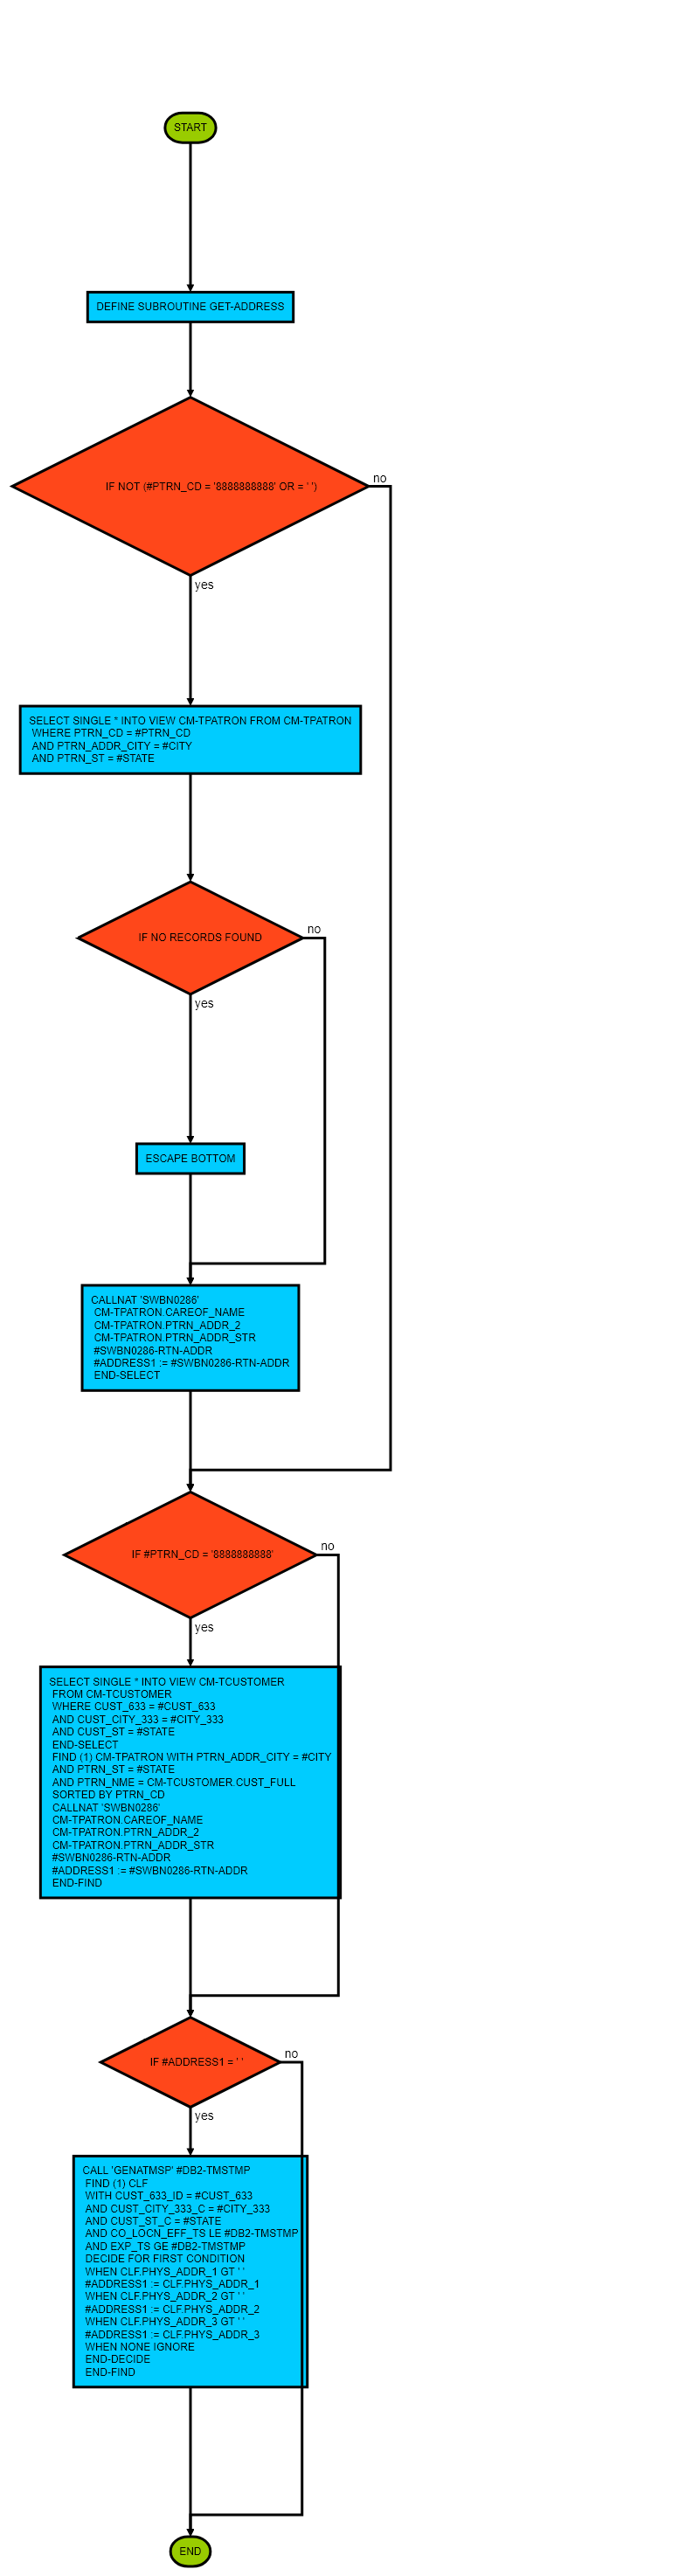 START
DEFINE SUBROUTINE GET-ADDRESS
IF NOT (#PTRN_CD = '8888888888' OR = ' ')
no
yes
SELECT SINGLE * INTO VIEW CM-TPATRON FROM CM-TPATRON
WHERE PTRN_CD = #PTRN_CD
AND PTRN_ADDR_CITY = #CITY
AND PTRN_ST = #STATE
IF NO RECORDS FOUND
no
yes
ESCAPE BOTTOM
CALLNAT 'SWBN0286'
CM-TPATRON.CAREOF_NAME
CM-TPATRON.PTRN_ADDR_2
CM-TPATRON.PTRN_ADDR_STR
#SWBN0286-RTN-ADDR
#ADDRESS1 := #SWBN0286-RTN-ADDR
END-SELECT
IF #PTRN_CD = '8888888888'
no
yes
SELECT SINGLE * INTO VIEW CM-TCUSTOMER
FROM CM-TCUSTOMER
WHERE CUST_633 = #CUST_633
AND CUST_CITY_333 = #CITY_333
AND CUST_ST = #STATE
END-SELECT
FIND (1) CM-TPATRON WITH PTRN_ADDR_CITY = #CITY
AND PTRN_ST = #STATE
AND PTRN_NME = CM-TCUSTOMER.CUST_FULL
SORTED BY PTRN_CD
CALLNAT 'SWBN0286'
CM-TPATRON.CAREOF_NAME
CM-TPATRON.PTRN_ADDR_2
CM-TPATRON.PTRN_ADDR_STR
#SWBN0286-RTN-ADDR
#ADDRESS1 := #SWBN0286-RTN-ADDR
END-FIND
IF #ADDRESS1 = ' '
no
yes
CALL 'GENATMSP' #DB2-TMSTMP
FIND (1) CLF
WITH CUST_633_ID = #CUST_633
AND CUST_CITY_333_C = #CITY_333
AND CUST_ST_C = #STATE
AND CO_LOCN_EFF_TS LE #DB2-TMSTMP
AND EXP_TS GE #DB2-TMSTMP
DECIDE FOR FIRST CONDITION
WHEN CLF.PHYS_ADDR_1 GT ' '
#ADDRESS1 := CLF.PHYS_ADDR_1
WHEN CLF.PHYS_ADDR_2 GT ' '
#ADDRESS1 := CLF.PHYS_ADDR_2
WHEN CLF.PHYS_ADDR_3 GT ' '
#ADDRESS1 := CLF.PHYS_ADDR_3
WHEN NONE IGNORE
END-DECIDE
END-FIND
END